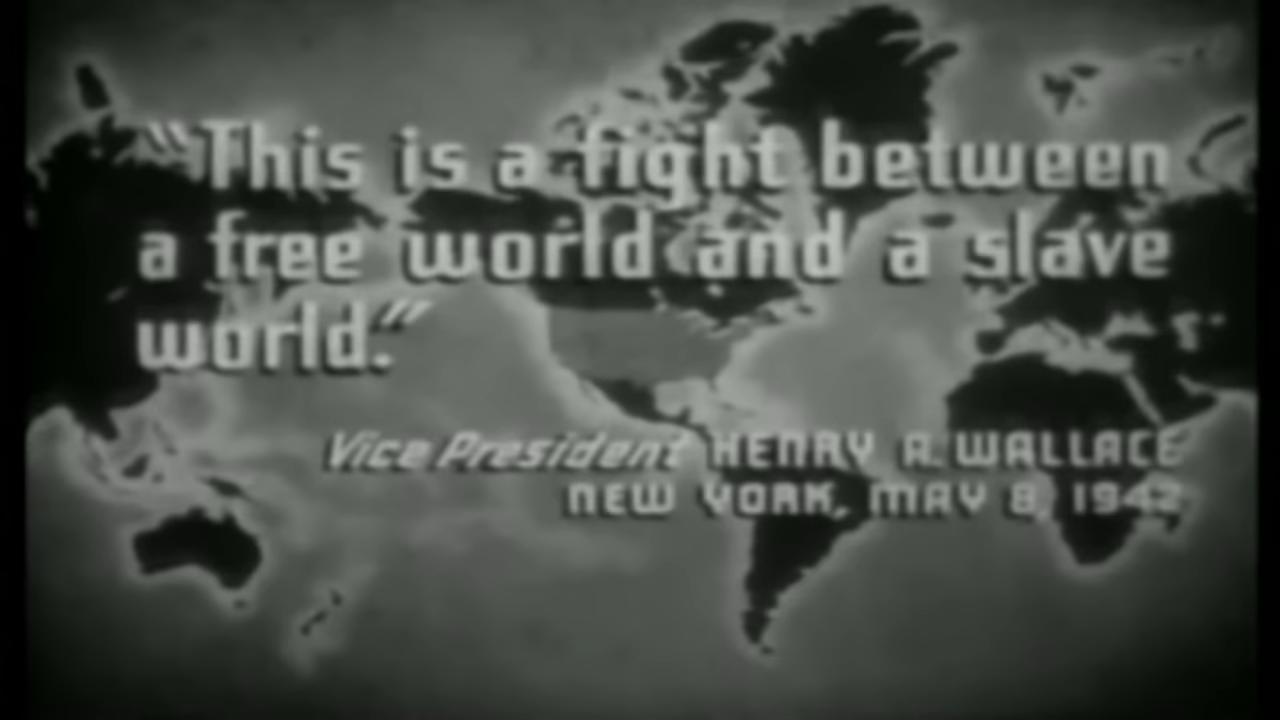 “This is a fight between
a free world and a slave
world.”
Vice President HENRY A. WALLACE
NEW YORK, MAY 8, 1942